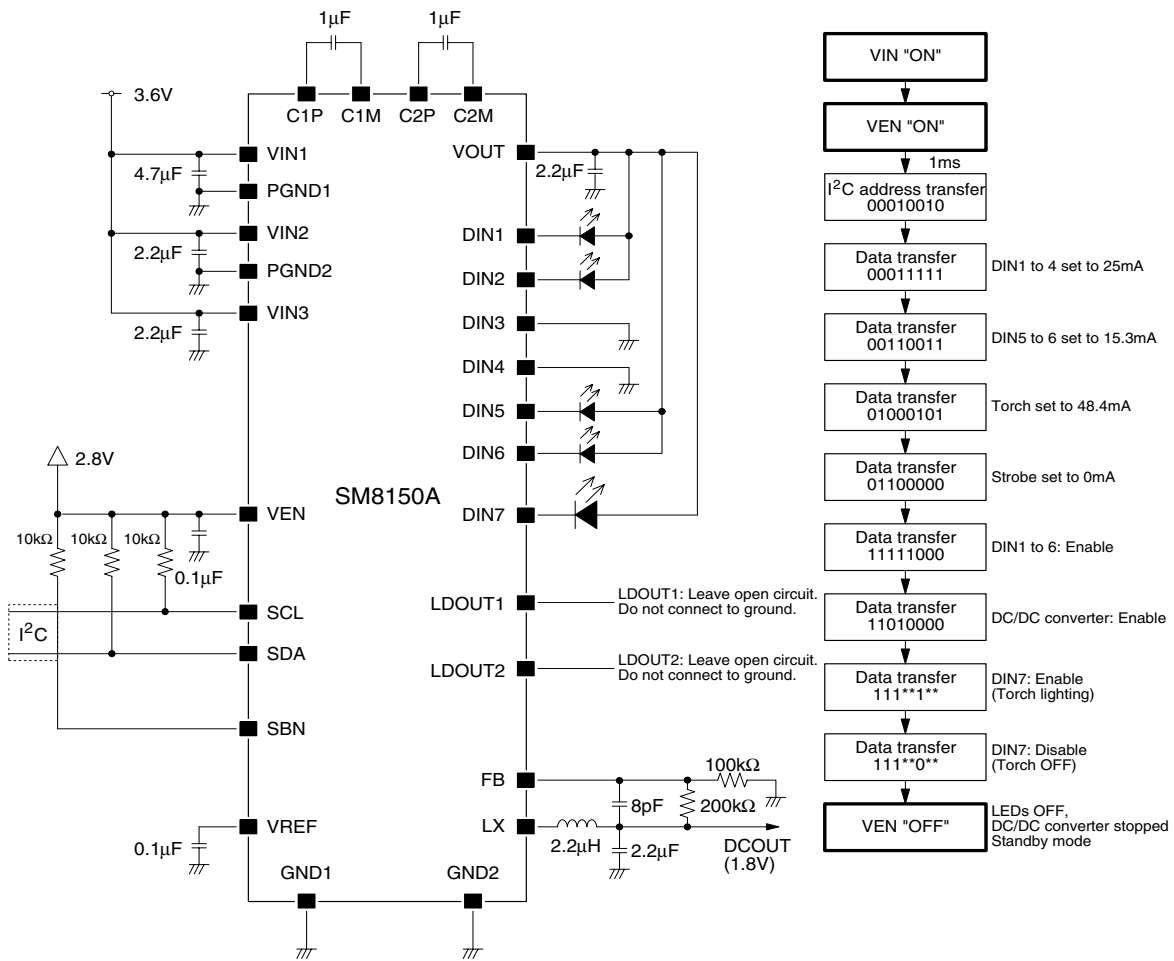 1µF
1µF
3.6V
C1P
C1M
C2P
C2M
VIN1
4.7µF
PGND1
VIN2
2.2µF
PGND2
VIN3
2.2µF
2.8V
VEN
10kΩ
10kΩ
10kΩ
0.1µF
SCL
I²C
SDA
SBN
VREF
0.1µF
GND1
GND2
SM8150A
VOUT
2.2µF
DIN1
DIN2
DIN3
DIN4
DIN5
DIN6
DIN7
LDOUT1
LDOUT1: Leave open circuit.
Do not connect to ground.
LDOUT2
LDOUT2: Leave open circuit.
Do not connect to ground.
FB
100kΩ
8pF
200kΩ
LX
2.2µH
2.2µF
DCOUT
(1.8V)
VIN "ON"
VEN "ON"
1ms
I²C address transfer
00010010
Data transfer
00011111
DIN1 to 4 set to 25mA
Data transfer
00110011
DIN5 to 6 set to 15.3mA
Data transfer
01000101
Torch set to 48.4mA
Data transfer
01100000
Strobe set to 0mA
Data transfer
11111000
DIN1 to 6: Enable
Data transfer
11010000
DC/DC converter: Enable
Data transfer
111**1**
DIN7: Enable
(Torch lighting)
Data transfer
111**0**
DIN7: Disable
(Torch OFF)
VEN "OFF"
LEDs OFF,
DC/DC converter stopped
Standby mode